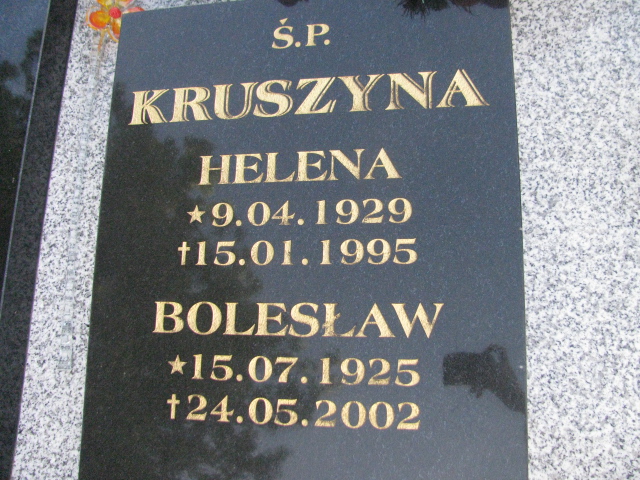 Ś.P.
KRUSZYNA
HELENA
★9.04.1929
†15.01.1995
BOLESŁAW
★15.07.1925
†24.05.2002